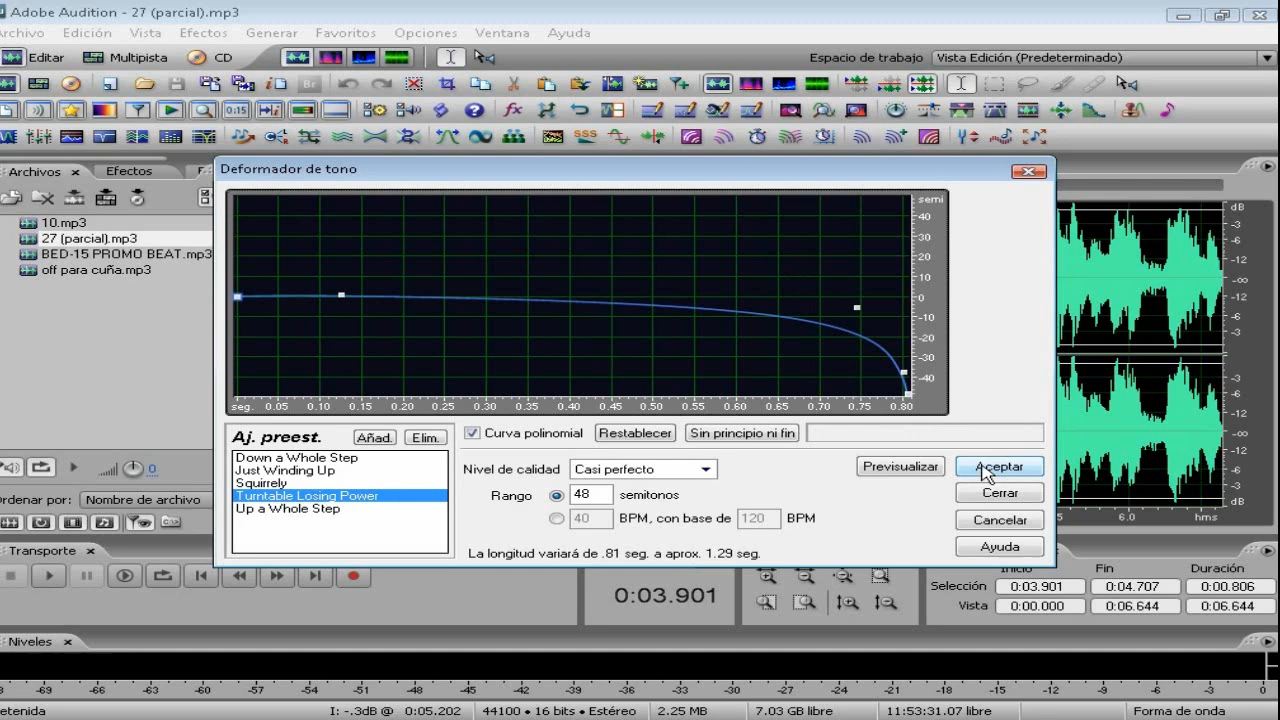 Adobe Audition - 27 (parcial).mp3
Archivo Edición Vista Efectos Generar Favoritos Opciones Ventana Ayuda
Editar Multipista CD Espacio de trabajo Vista Edición (Predeterminado)
Archivos Efectos
Deformador de tono
10.mp3
27 (parcial).mp3
BED-15 PROMO BEAT.mp3
off para cuña.mp3
semi
40
30
20
10
0
-10
-20
-30
-40
seg. 0.05 0.10 0.15 0.20 0.25 0.30 0.35 0.40 0.45 0.50 0.55 0.60 0.65 0.70 0.75 0.80
Aj. preest. Añad. Elim.
Down a Whole Step
Just Winding Up
Squirrely
Turntable Losing Power
Up a Whole Step
Curva polinomial Restablecer Sin principio ni fin
Nivel de calidad Casi perfecto
Rango 48 semitonos
40 BPM, con base de 120 BPM
La longitud variará de .81 seg. a aprox. 1.29 seg.
Previsualizar Aceptar
Cerrar
Cancelar
Ayuda
dB
-3
-6
-12
-∞
-12
-6
-3
-3
-6
-12
-∞
-12
-6
-3
dB
6.0 hms
0
Ordenar por: Nombre de archivo
Transporte
0:03.901
Inicio Fin Duración
Selección 0:03.901 0:04.707 0:00.806
Vista 0:00.000 0:06.644 0:06.644
Niveles
-69 -66 -63 -60 -57 -54 -51 -48 -45 -42 -39 -36 -33 -30 -27 -24 -21 -18 -15 -12 -9 -6 -3 0
etenida I: -.3dB @ 0:05.202 44100 • 16 bits • Estéreo 2.25 MB 7.03 GB libre 11:53:31.07 libre Forma de onda